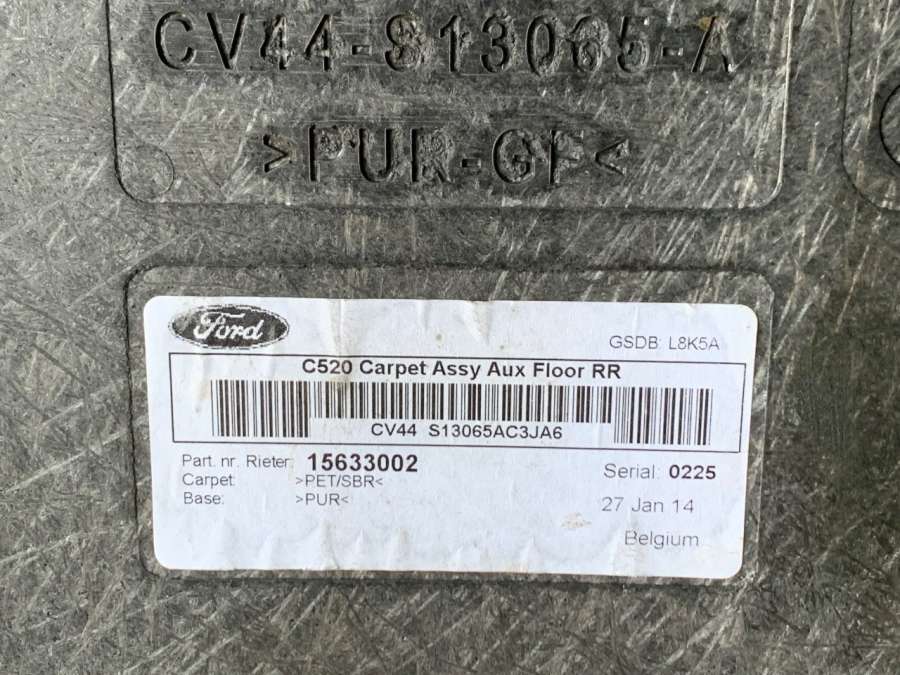 CV44-S13065-A
>PUR-GF<
Ford
GSDB: L8K5A
C520 Carpet Assy Aux Floor RR
CV44 S13065AC3JA6
Part. nr. Rieter: 15633002
Serial: 0225
Carpet: >PET/SBR<
Base: >PUR<
27 Jan 14
Belgium